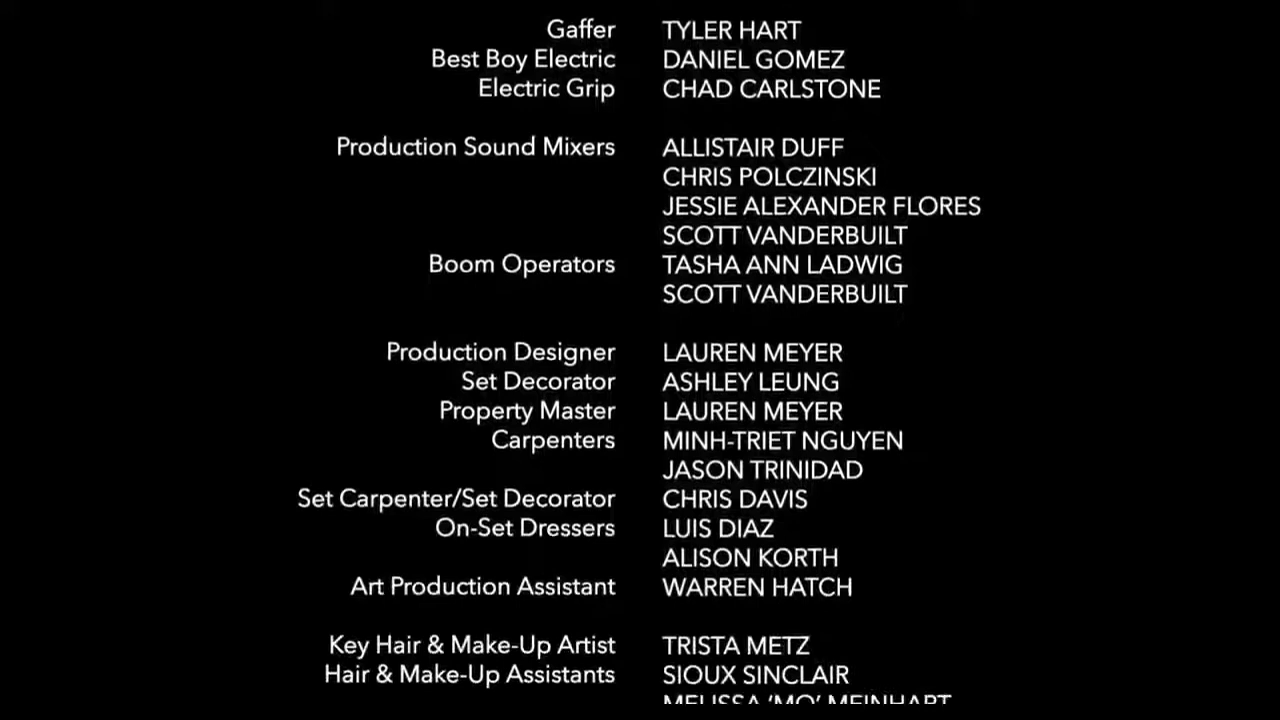 Gaffer TYLER HART
Best Boy Electric DANIEL GOMEZ
Electric Grip CHAD CARLSTONE
Production Sound Mixers ALLISTAIR DUFF
CHRIS POLCZINSKI
JESSIE ALEXANDER FLORES
SCOTT VANDERBUILT
Boom Operators TASHA ANN LADWIG
SCOTT VANDERBUILT
Production Designer LAUREN MEYER
Set Decorator ASHLEY LEUNG
Property Master LAUREN MEYER
Carpenters MINH-TRIET NGUYEN
JASON TRINIDAD
Set Carpenter/Set Decorator CHRIS DAVIS
On-Set Dressers LUIS DIAZ
ALISON KORTH
Art Production Assistant WARREN HATCH
Key Hair & Make-Up Artist TRISTA METZ
Hair & Make-Up Assistants SIOUX SINCLAIR
MELISSA ‘MO’ MEINHART